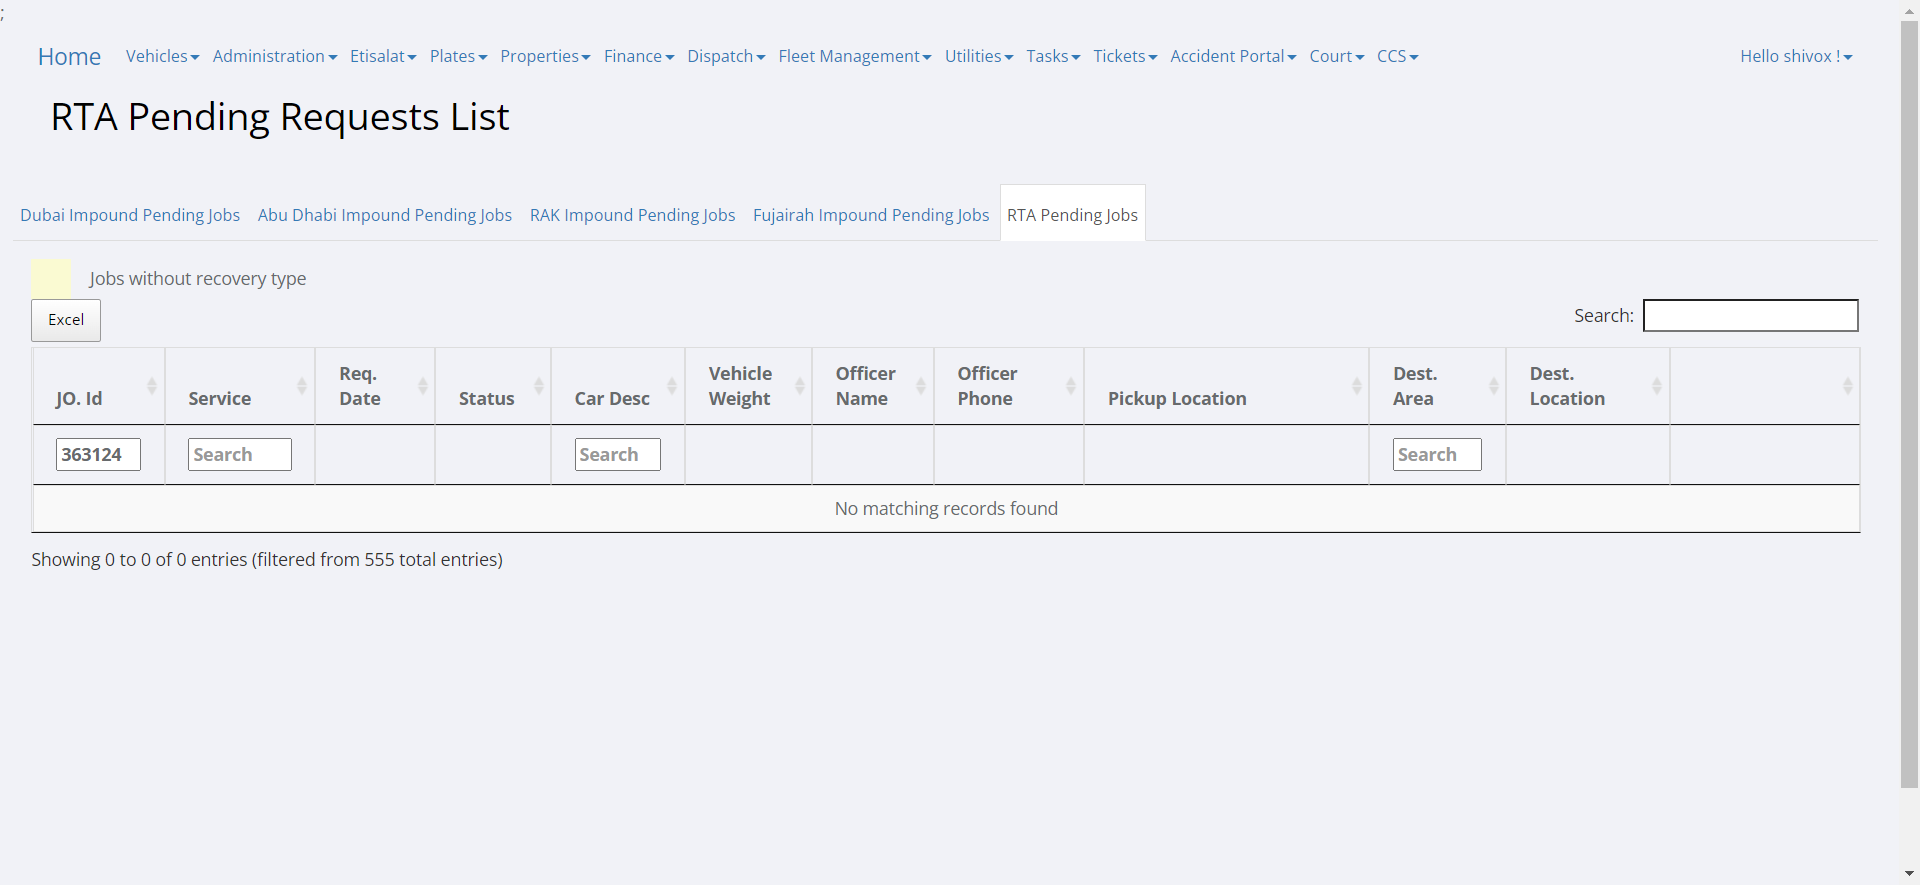 ;
Home Vehicles Administration Etisalat Plates Properties Finance Dispatch Fleet Management Utilities Tasks Tickets Accident Portal Court CCS Hello shivox !
RTA Pending Requests List
Dubai Impound Pending Jobs Abu Dhabi Impound Pending Jobs RAK Impound Pending Jobs Fujairah Impound Pending Jobs RTA Pending Jobs
Jobs without recovery type
Excel
Search:
JO. Id Service Req. Date Status Car Desc Vehicle Weight Officer Name Officer Phone Pickup Location Dest. Area Dest. Location
363124 Search Search Search
No matching records found
Showing 0 to 0 of 0 entries (filtered from 555 total entries)